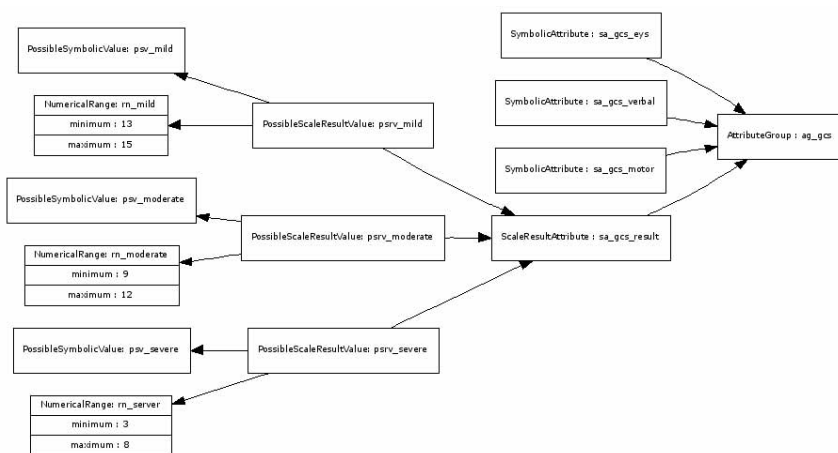 PossibleSymbolicValue: psv_mild
NumericalRange: rn_mild
minimum : 13
maximum : 15
PossibleScaleResultValue: psrv_mild
PossibleSymbolicValue: psv_moderate
NumericalRange: rn_moderate
minimum : 9
maximum : 12
PossibleScaleResultValue: psrv_moderate
PossibleSymbolicValue: psv_severe
NumericalRange: rn_server
minimum : 3
maximum : 8
PossibleScaleResultValue: psrv_severe
SymbolicAttribute : sa_gcs_eys
SymbolicAttribute : sa_gcs_verbal
SymbolicAttribute : sa_gcs_motor
ScaleResultAttribute : sa_gcs_result
AttributeGroup : ag_gcs